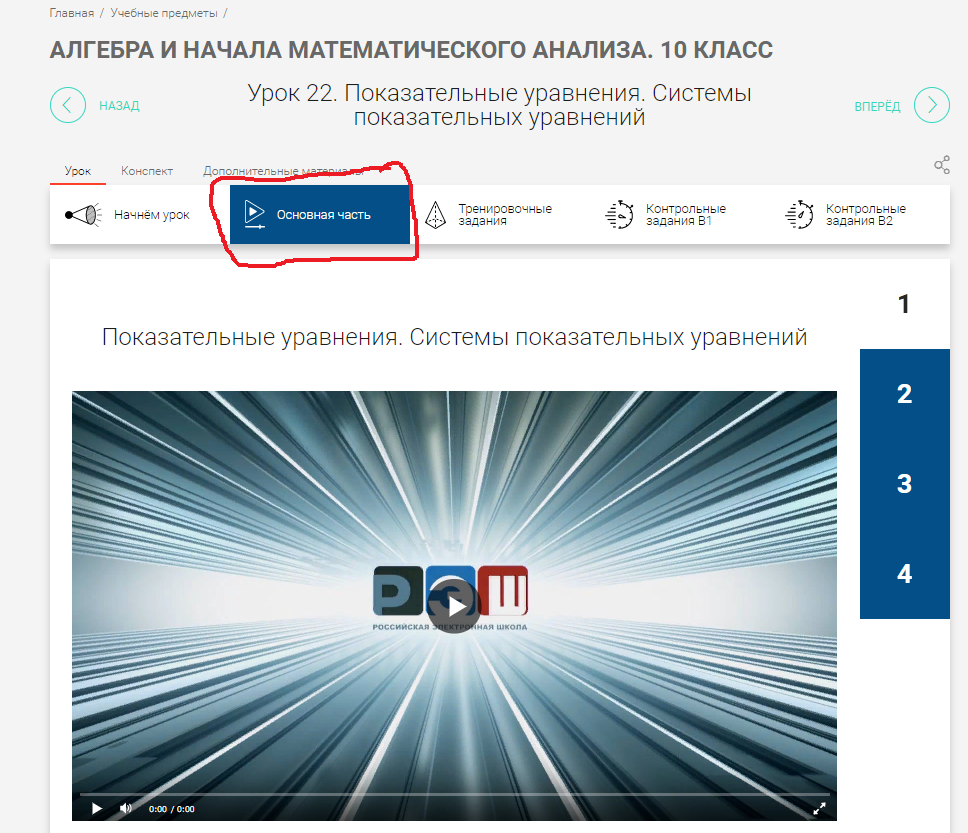 Главная / Учебные предметы /
АЛГЕБРА И НАЧАЛА МАТЕМАТИЧЕСКОГО АНАЛИЗА. 10 КЛАСС
НАЗАД
Урок 22. Показательные уравнения. Системы
показательных уравнений
ВПЕРЁД
Урок Конспект Дополнительные материалы
Начнём урок
Основная часть
Тренировочные
задания
Контрольные
задания В1
Контрольные
задания В2
1
Показательные уравнения. Системы показательных уравнений
2
3
4
РЭШ
РОССИЙСКАЯ ЭЛЕКТРОННАЯ ШКОЛА
0:00 / 0:00